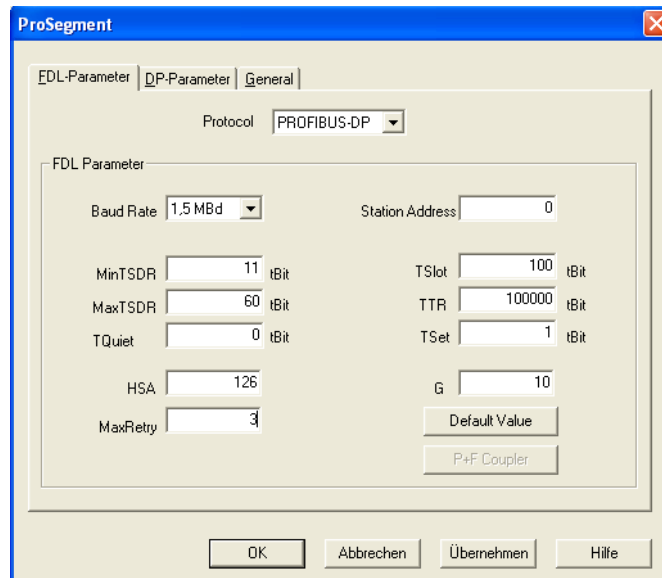 ProSegment
FDL-Parameter DP-Parameter General
Protocol PROFIBUS-DP
FDL Parameter
Baud Rate 1,5 MBd Station Address 0
MinTSDR 11 tBit TSlot 100 tBit
MaxTSDR 60 tBit TTR 100000 tBit
TQuiet 0 tBit TSet 1 tBit
HSA 126 G 10
MaxRetry 3 Default Value
P+F Coupler
OK Abbrechen Übernehmen Hilfe